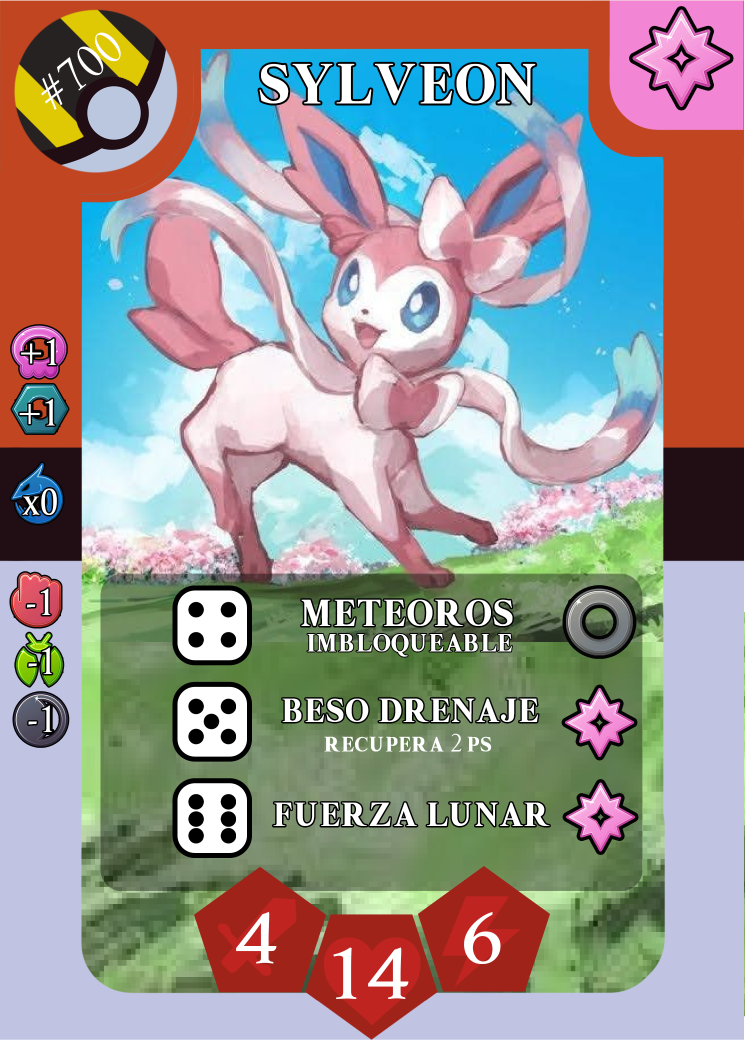 #700
SYLVEON
+1
+1
x0
-1
-1
-1
METEOROS
IMBLOQUEABLE
BESO DRENAJE
RECUPERA 2 PS
FUERZA LUNAR
4
14
6